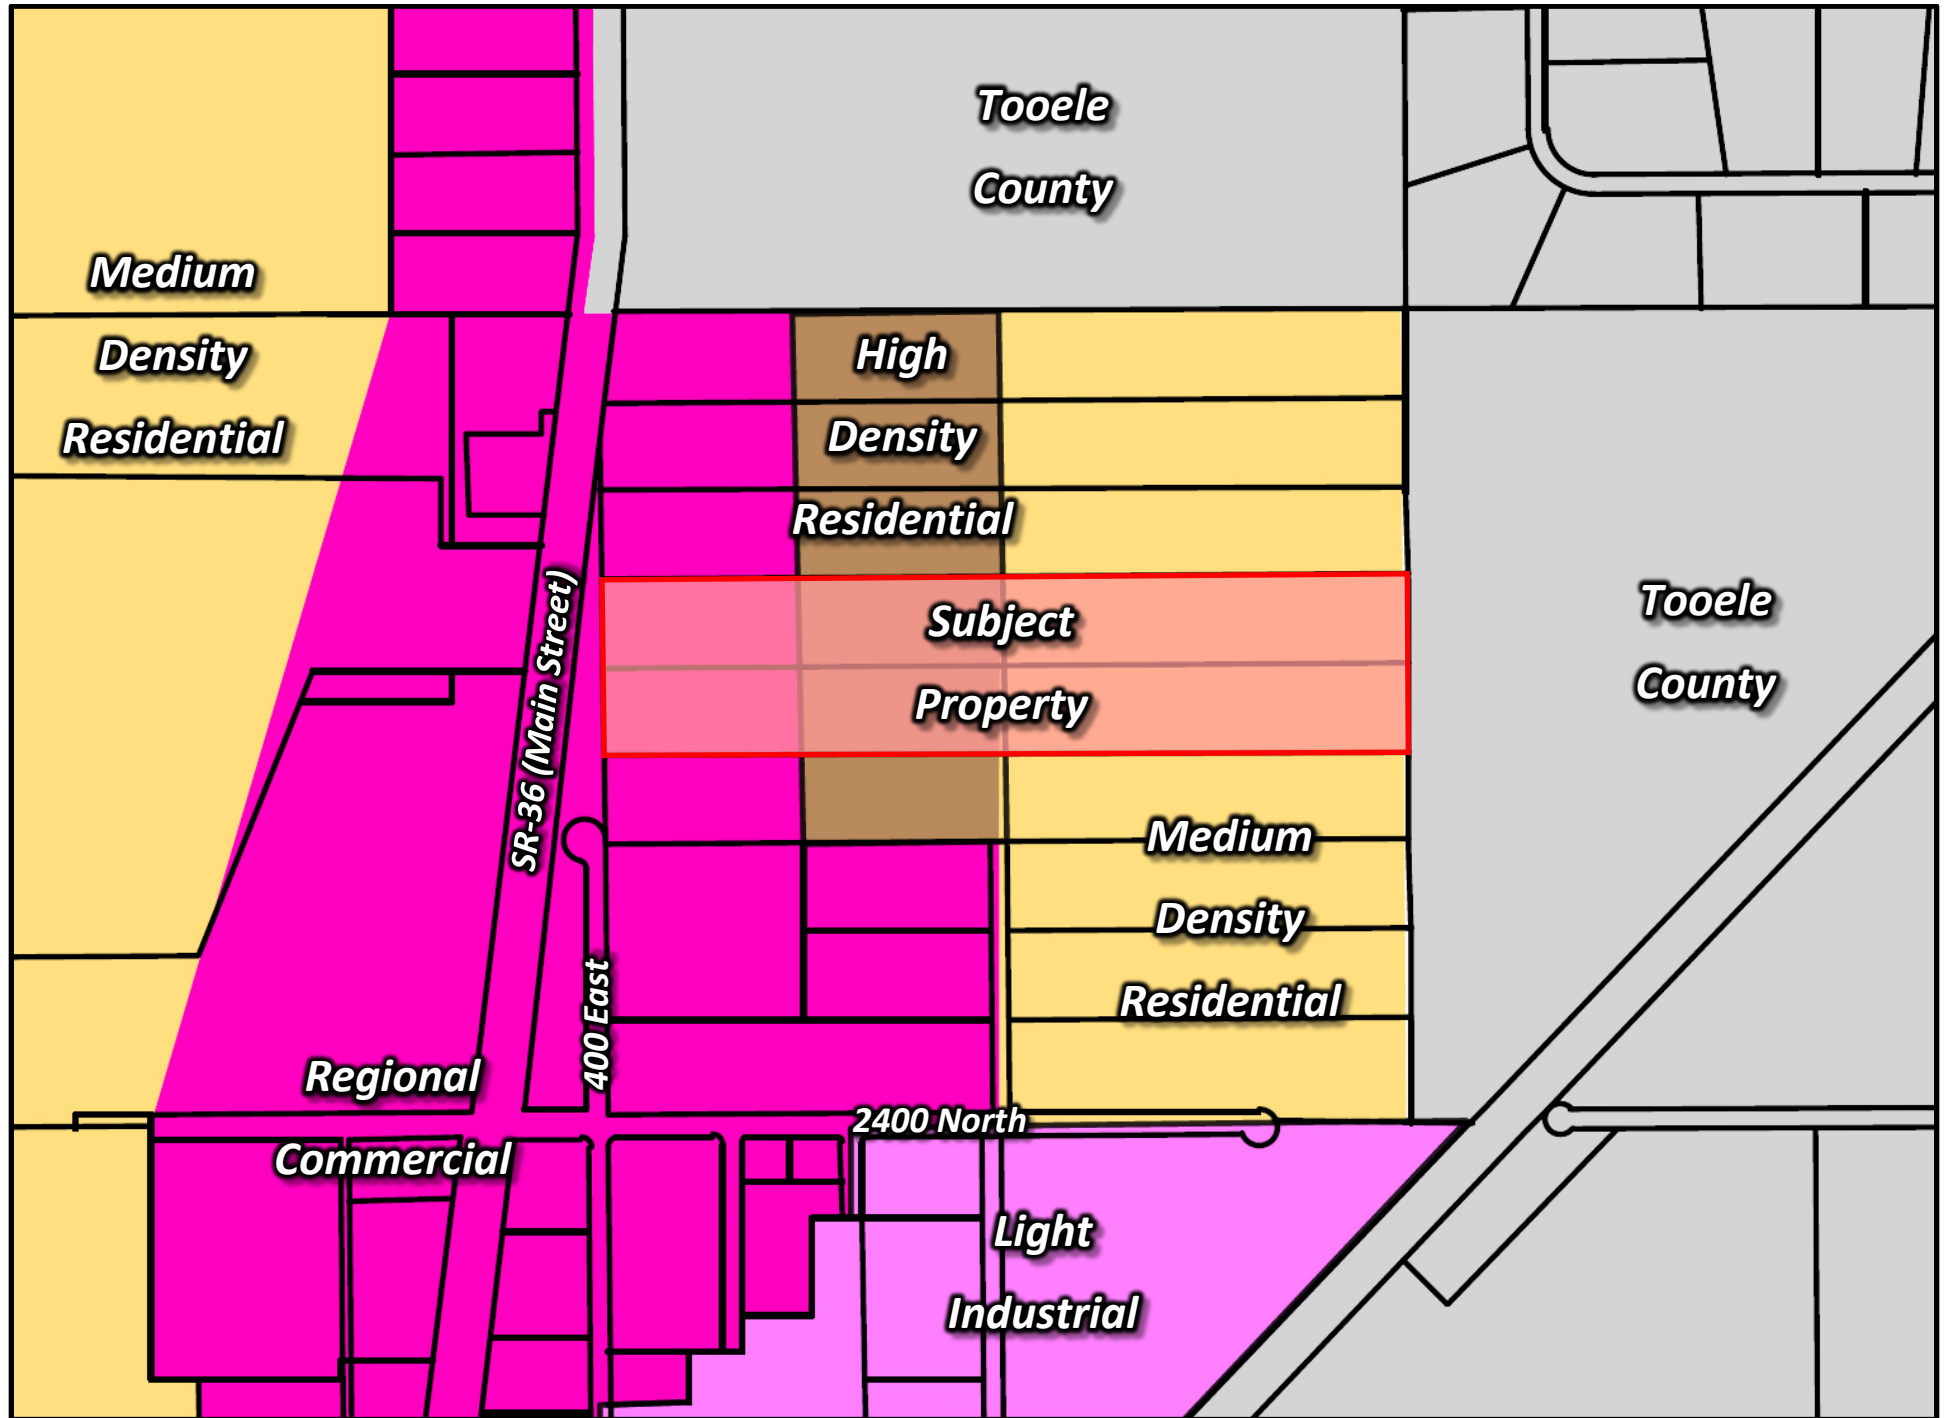 Tooele
County
Medium
Density
Residential
High
Density
Residential
Subject
Property
Tooele
County
SR-36 (Main Street)
Medium
Density
Residential
400 East
Regional
Commercial
2400 North
Light
Industrial